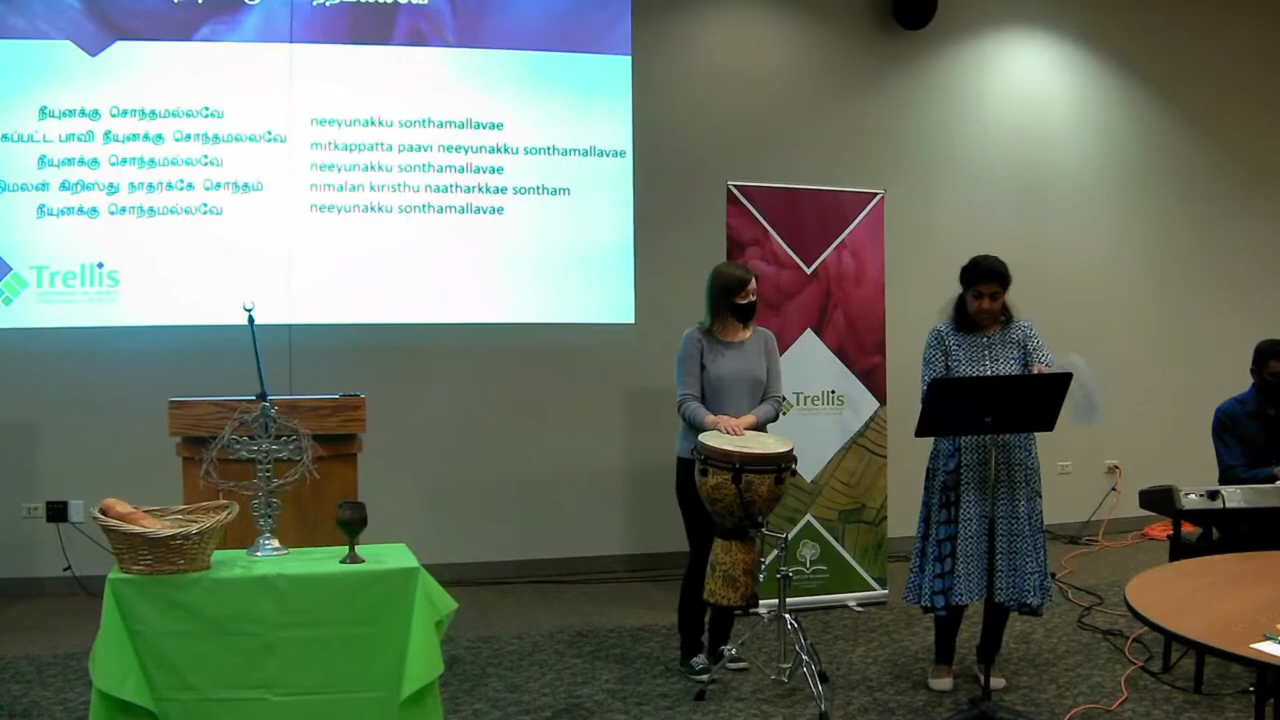 நீயுனக்கு சொந்தமல்லவே
கப்பட்ட பாவி நீயுனக்கு சொந்தமல்லவே
நீயுனக்கு சொந்தமல்லவே
நிமலன் கிறிஸ்து நாதர்க்கே சொந்தம்
நீயுனக்கு சொந்தமல்லவே
neeyunakku sonthamallavae
mitkappatta paavi neeyunakku sonthamallavae
neeyunakku sonthamallavae
nimalan kiristhu naatharkkae sontham
neeyunakku sonthamallavae
Trellis
Trellis